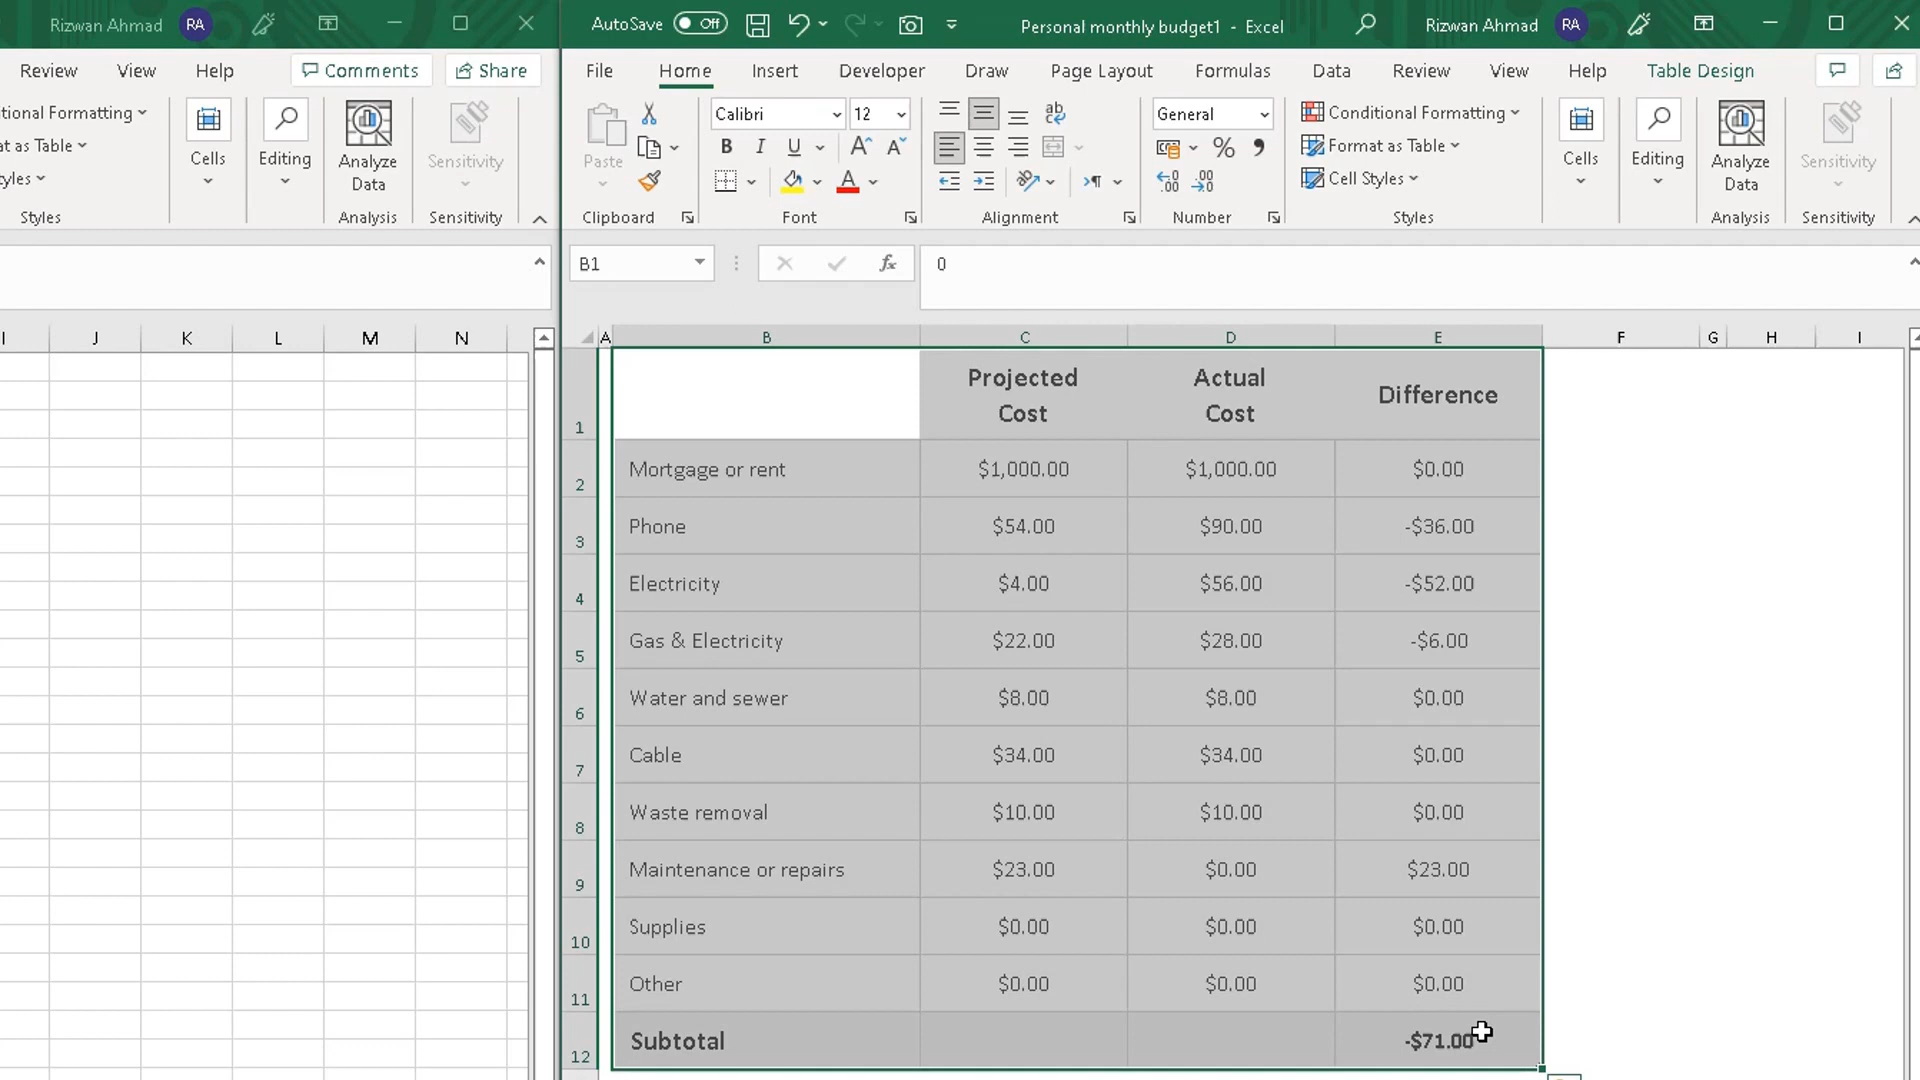 Rizwan Ahmad RA
Review View Help Comments Share
tional Formatting
at as Table
tyles
Styles
Cells
Editing
Analyze
Data
Analysis
Sensitivity
Sensitivity
I J K L M N
AutoSave Off Personal monthly budget1 - Excel Rizwan Ahmad RA
File Home Insert Developer Draw Page Layout Formulas Data Review View Help Table Design
Paste
Clipboard
Calibri 12
B I U A A
A
Font
ab
Alignment
General
% 9
Number
Conditional Formatting
Format as Table
Cell Styles
Styles
Cells
Editing
Analyze
Data
Analysis
Sensitivity
Sensitivity
B1 fx 0
A B C D E F G H I
1 Projected Cost Actual Cost Difference
2 Mortgage or rent $1,000.00 $1,000.00 $0.00
3 Phone $54.00 $90.00 -$36.00
4 Electricity $4.00 $56.00 -$52.00
5 Gas & Electricity $22.00 $28.00 -$6.00
6 Water and sewer $8.00 $8.00 $0.00
7 Cable $34.00 $34.00 $0.00
8 Waste removal $10.00 $10.00 $0.00
9 Maintenance or repairs $23.00 $0.00 $23.00
10 Supplies $0.00 $0.00 $0.00
11 Other $0.00 $0.00 $0.00
12 Subtotal -$71.00